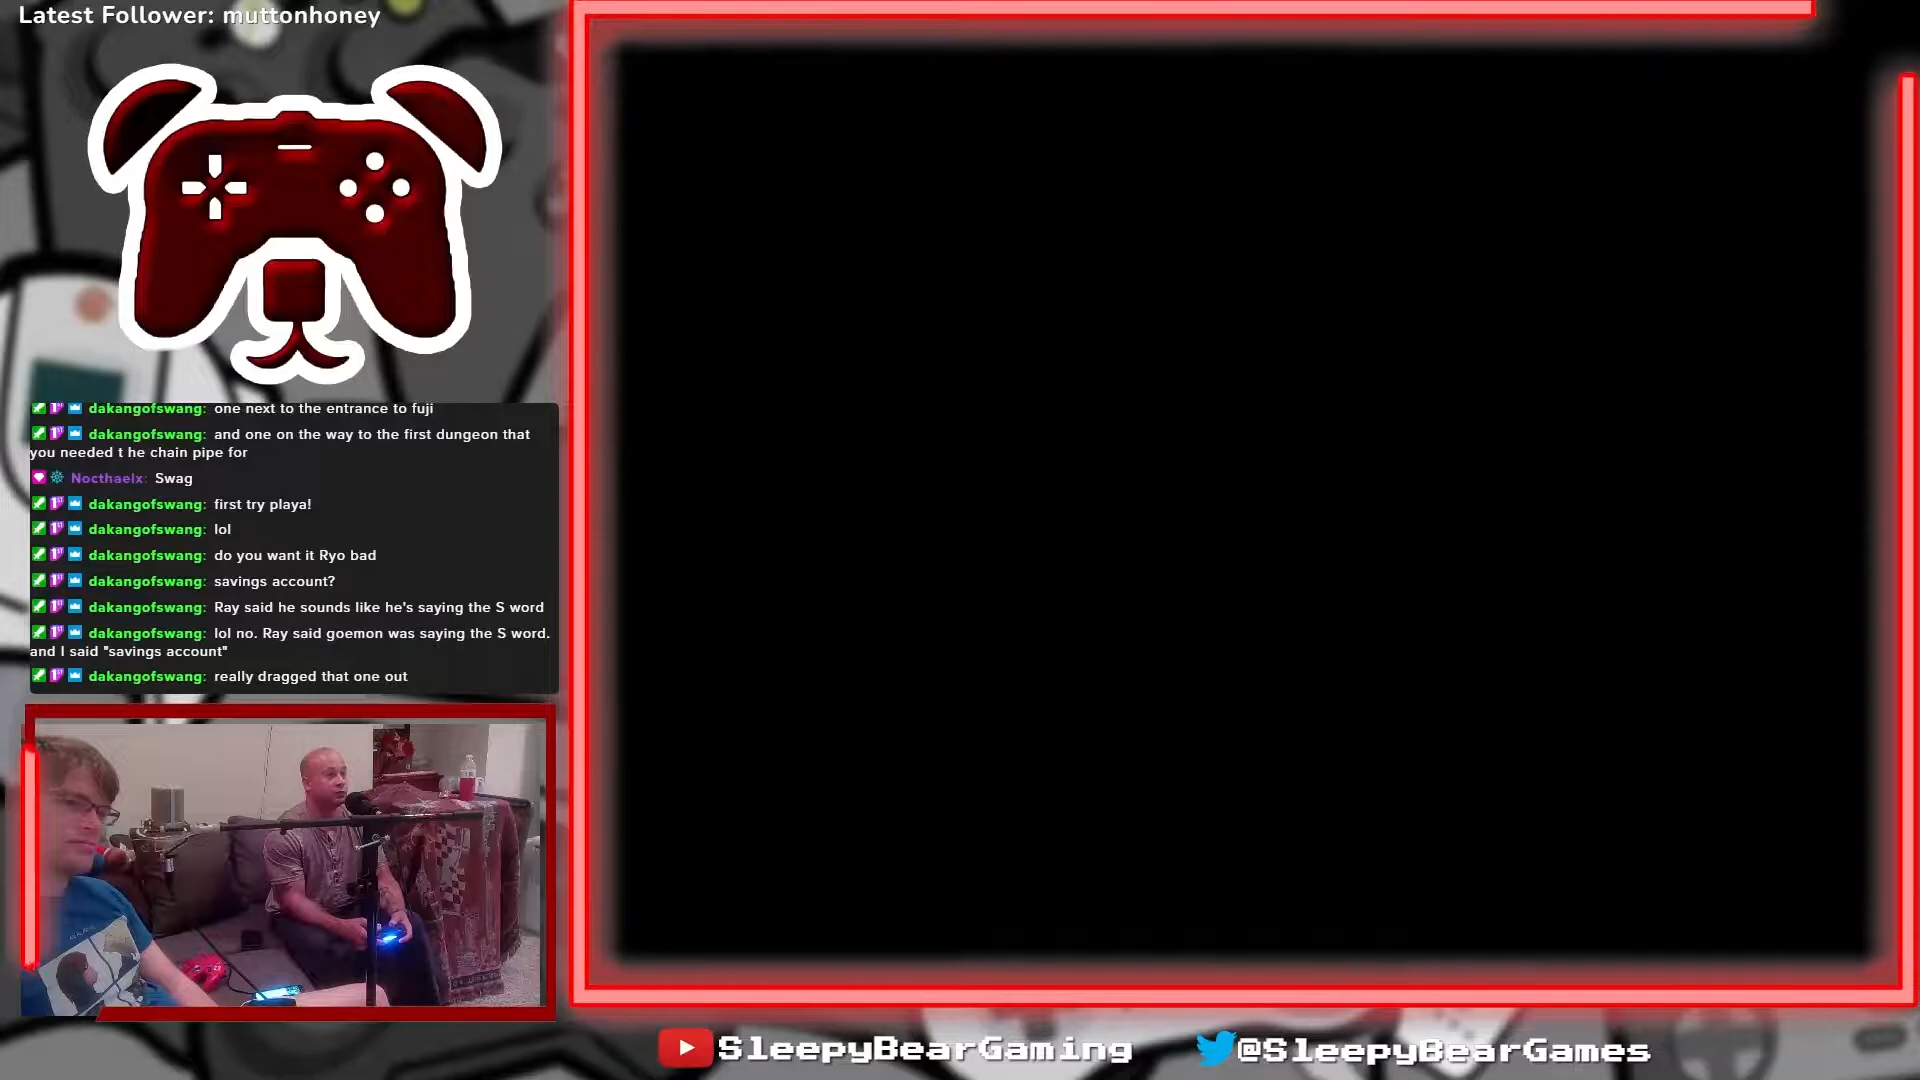 Latest Follower: muttonhoney
dakangofswang: one next to the entrance to fuji
dakangofswang: and one on the way to the first dungeon that
you needed t he chain pipe for
Nocthaelx: Swag
dakangofswang: first try playa!
dakangofswang: lol
dakangofswang: do you want it Ryo bad
dakangofswang: savings account?
dakangofswang: Ray said he sounds like he's saying the S word
dakangofswang: lol no. Ray said goemon was saying the S word.
and I said "savings account"
dakangofswang: really dragged that one out
SleepyBearGaming
@SleepyBearGames